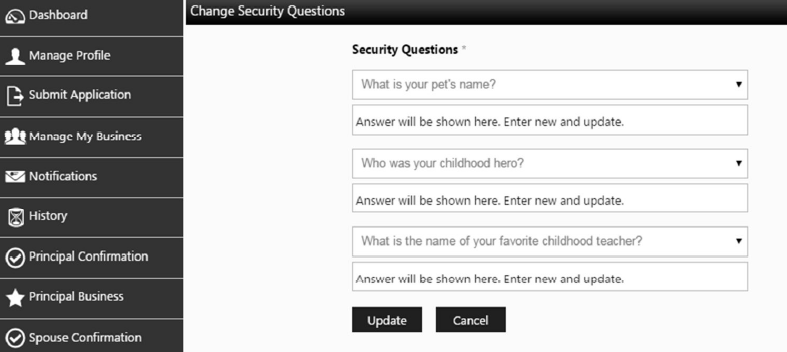 Dashboard
Manage Profile
Submit Application
Manage My Business
Notifications
History
Principal Confirmation
Principal Business
Spouse Confirmation
Change Security Questions
Security Questions *
What is your pet's name?
Answer will be shown here. Enter new and update.
Who was your childhood hero?
Answer will be shown here. Enter new and update.
What is the name of your favorite childhood teacher?
Answer will be shown here. Enter new and update.
Update Cancel